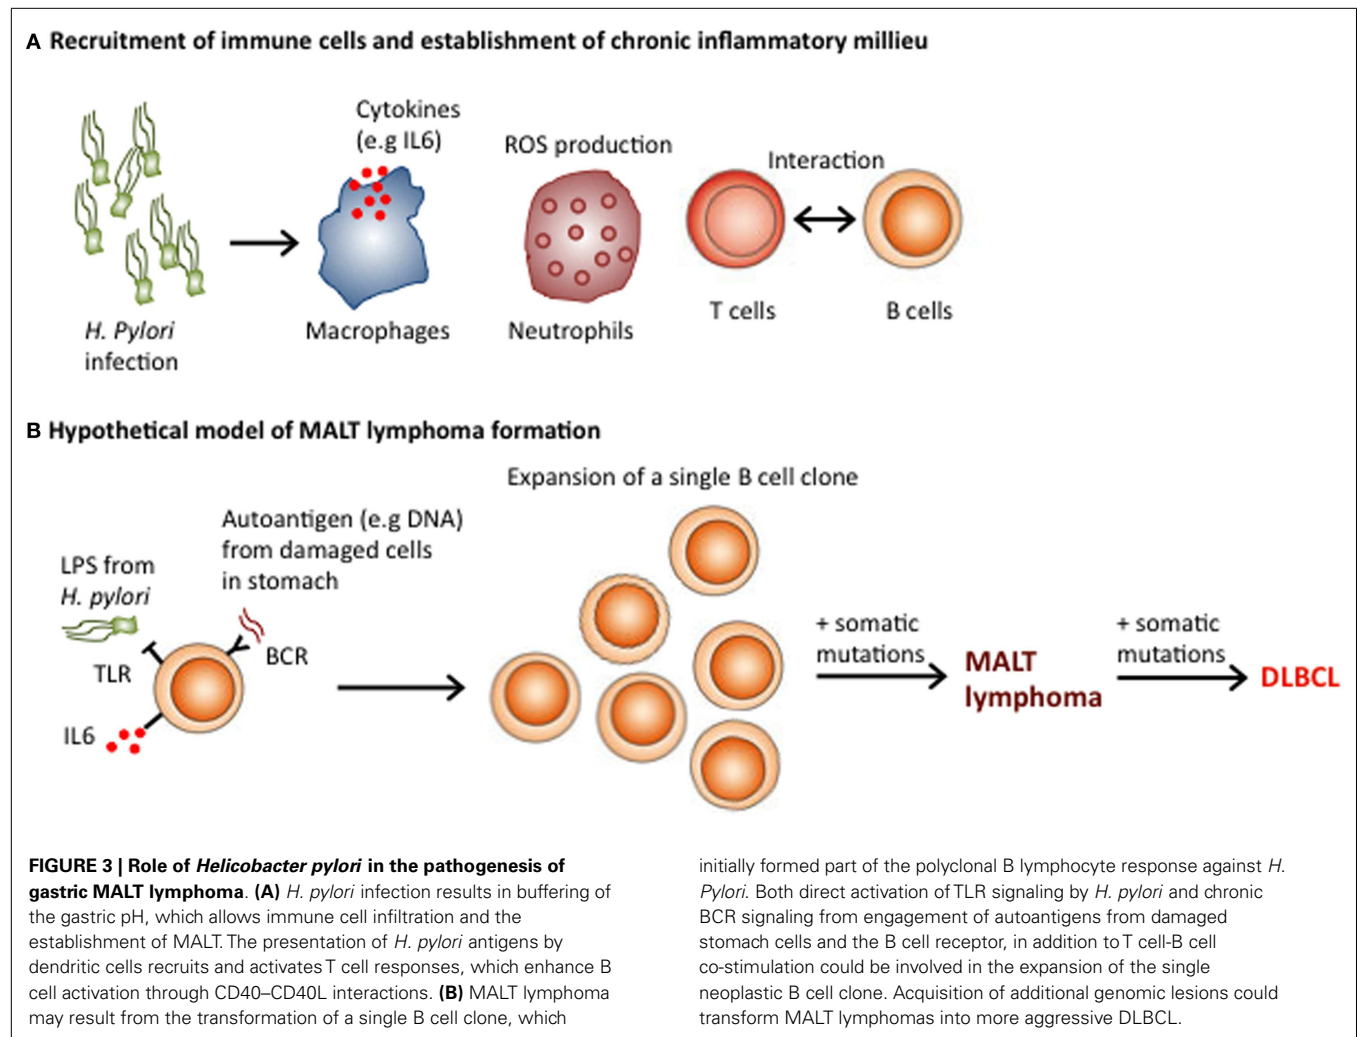 A Recruitment of immune cells and establishment of chronic inflammatory millieu
Cytokines
(e.g IL6)
ROS production
Interaction
H. Pylori
infection
Macrophages
Neutrophils
T cells
B cells
B Hypothetical model of MALT lymphoma formation
Expansion of a single B cell clone
Autoantigen (e.g DNA)
from damaged cells
in stomach
LPS from
H. pylori
TLR
BCR
IL6
+ somatic
mutations
MALT
lymphoma
+ somatic
mutations
DLBCL
FIGURE 3 | Role of Helicobacter pylori in the pathogenesis of
gastric MALT lymphoma. (A) H. pylori infection results in buffering of
the gastric pH, which allows immune cell infiltration and the
establishment of MALT. The presentation of H. pylori antigens by
dendritic cells recruits and activates T cell responses, which enhance B
cell activation through CD40–CD40L interactions. (B) MALT lymphoma
may result from the transformation of a single B cell clone, which
initially formed part of the polyclonal B lymphocyte response against H.
Pylori. Both direct activation of TLR signaling by H. pylori and chronic
BCR signaling from engagement of autoantigens from damaged
stomach cells and the B cell receptor, in addition to T cell-B cell
co-stimulation could be involved in the expansion of the single
neoplastic B cell clone. Acquisition of additional genomic lesions could
transform MALT lymphomas into more aggressive DLBCL.